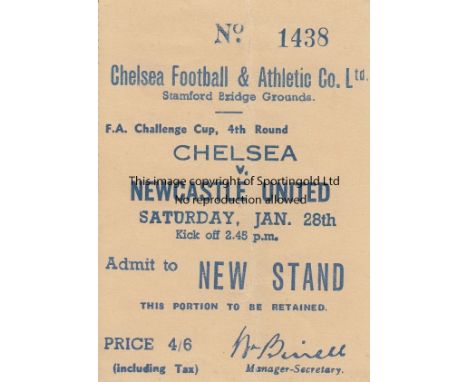 Nº 1438
Chelsea Football & Athletic Co. Ltd.
Stamford Bridge Grounds.
F.A. Challenge Cup, 4th Round
CHELSEA
v.
This image copyright of Sportingold Ltd
NEWCASTLE UNITED
No reproduction allowed
SATURDAY, JAN. 28th
Kick off 2.45 p.m.
Admit to NEW STAND
THIS PORTION TO BE RETAINED.
PRICE 4/6 Wm Birrell
(including Tax) Manager-Secretary.